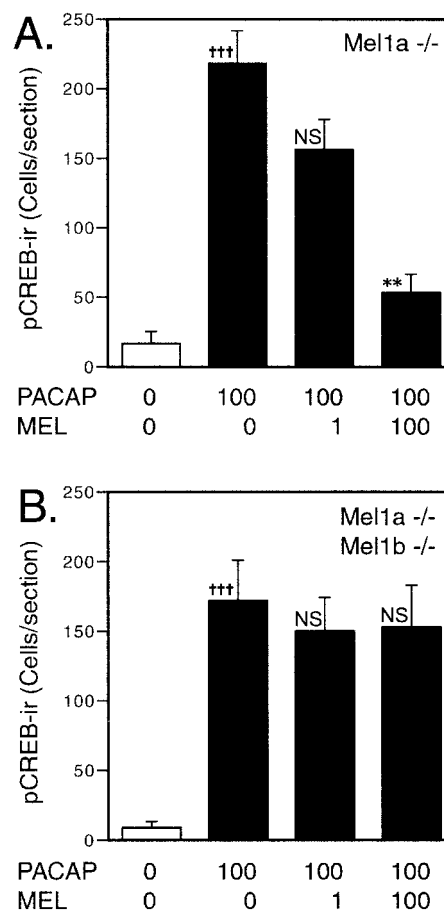 A.
Mel1a -/-
pCREB-ir (Cells/section)
250
200
150
100
50
0
†††
NS
**
PACAP 0 100 100 100
MEL 0 0 1 100
B.
Mel1a -/-
Mel1b -/-
pCREB-ir (Cells/section)
250
200
150
100
50
0
†††
NS
NS
PACAP 0 100 100 100
MEL 0 0 1 100